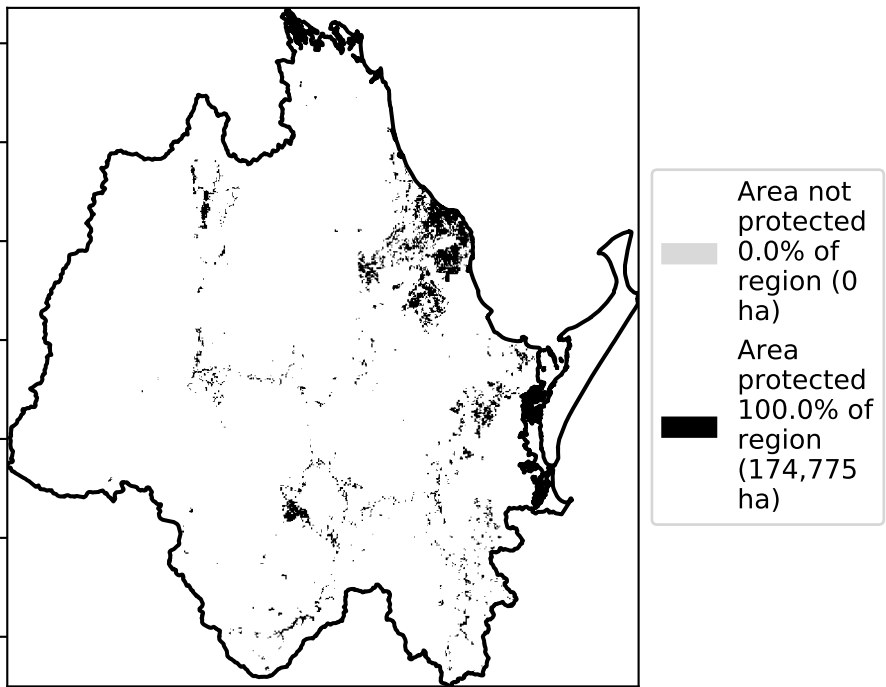 Area not
protected
0.0% of
region (0
ha)
Area
protected
100.0% of
region
(174,775
ha)